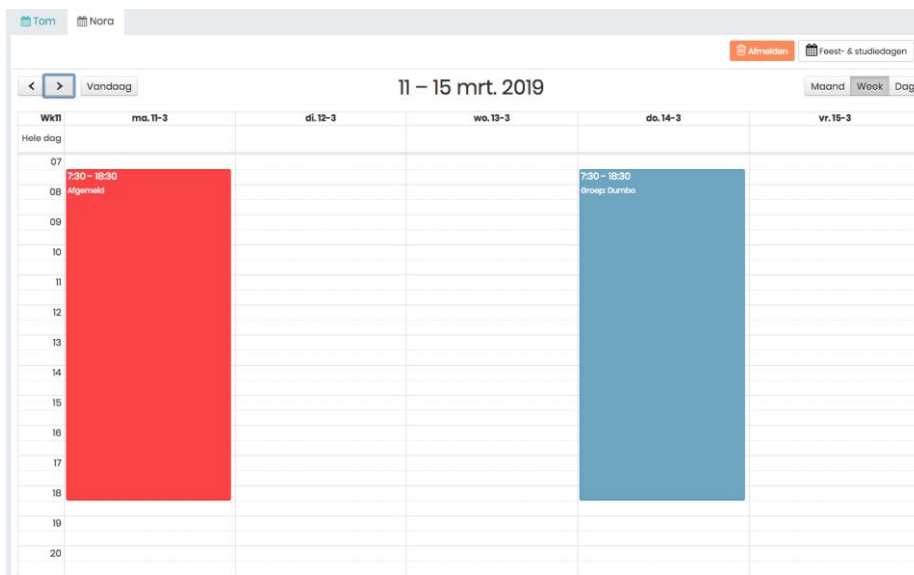 Tom Nora
Afmelden Feest- & studiedagen
Vandaag 11 – 15 mrt. 2019 Maand Week Dag
Wk11 ma. 11-3 di. 12-3 wo. 13-3 do. 14-3 vr. 15-3
Hele dag
07
7:30 - 18:30 7:30 - 18:30
08 Afgemeld Groep: Dumbo
09
10
11
12
13
14
15
16
17
18
19
20